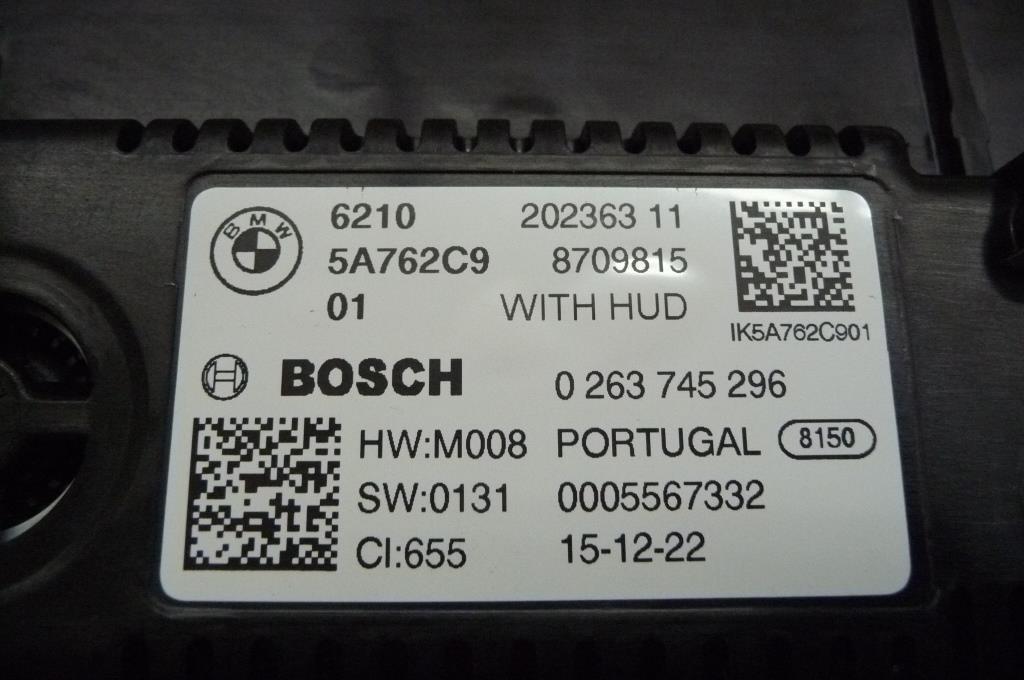 BMW
6210 202363 11
5A762C9 8709815
01 WITH HUD
IK5A762C901
BOSCH 0 263 745 296
HW:M008 PORTUGAL 8150
SW:0131 0005567332
CI:655 15-12-22